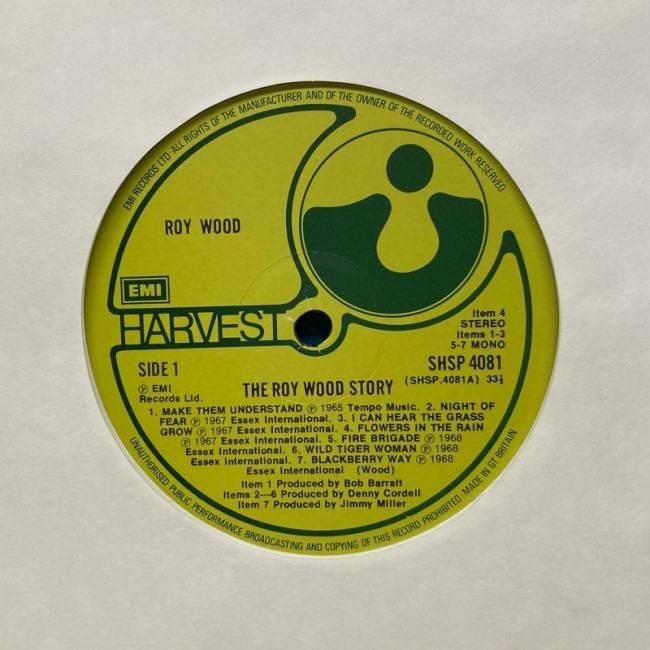 EMI RECORDS LTD ALL RIGHTS OF THE MANUFACTURER AND OF THE OWNER OF THE RECORDED WORK RESERVED
ROY WOOD
EMI
HARVEST
Item 4
STEREO
Items 1-3
5-7 MONO
SIDE 1
SHSP 4081
(SHSP.4081A) 33⅓
℗ EMI
Records Ltd.
THE ROY WOOD STORY
1. MAKE THEM UNDERSTAND ℗ 1965 Tempo Music. 2. NIGHT OF
FEAR ℗ 1967 Essex International. 3. I CAN HEAR THE GRASS
GROW ℗ 1967 Essex International. 4. FLOWERS IN THE RAIN
℗ 1967 Essex International. 5. FIRE BRIGADE ℗ 1968
Essex International. 6. WILD TIGER WOMAN ℗ 1968
Essex International. 7. BLACKBERRY WAY ℗ 1968
Essex International (Wood)
Item 1 Produced by Bob Barratt
Items 2—6 Produced by Denny Cordell
Item 7 Produced by Jimmy Miller
UNAUTHORISED PUBLIC PERFORMANCE BROADCASTING AND COPYING OF THIS RECORD PROHIBITED. MADE IN GT BRITAIN